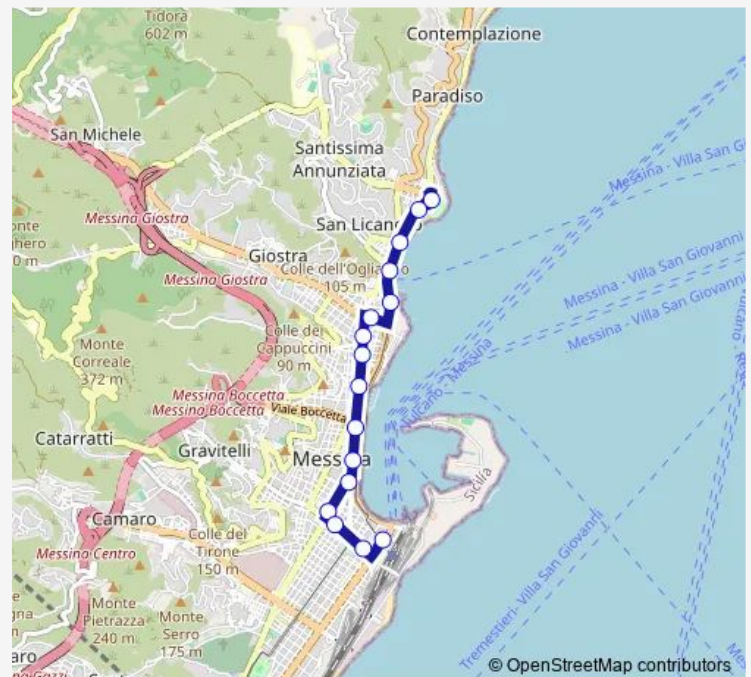 Tidora
602 m
Contemplazione
Paradiso
San Michele
Santissima
Annunziata
Messina - Villa San G
Messina Giostra
San Lican
Giostra
Colle dell'Oglia o
105 m
Messina - Villa San Giovanni
Messina Giostra
Messina - Villa San Giovanni
Monte
Correale
372 m
Colle dei
Cappuccini
90 m
Messina Boccetta
Messina Boccetta
Viale Boccetta
Vulcano - Messina
Catarratti
Gravitelli
Mess a
Sicilia
Camaro
Messina Centro
Colle del
Tirone
150 m
Tremestieri- Villa San Giovanni
Monte
Pietrazza
240 m
Monte
Serro
175 m
© OpenStreetMap contributors